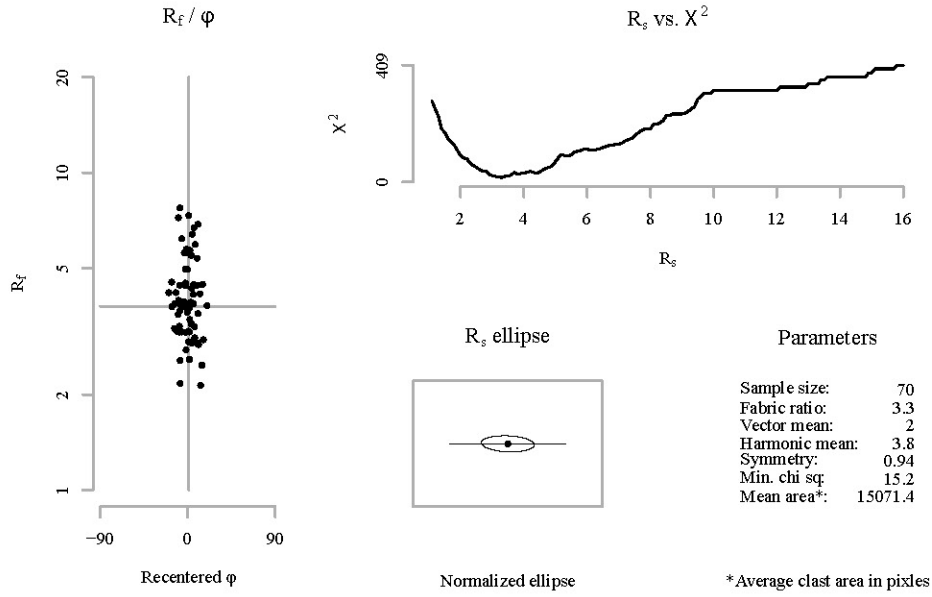 Rf / φ
20
10
5
2
1
Rf
−90 0 90
Recentered φ
Rs vs. X²
409
0
X²
2 4 6 8 10 12 14 16
Rs
Rs ellipse
Normalized ellipse
Parameters
Sample size: 70
Fabric ratio: 3.3
Vector mean: 2
Harmonic mean: 3.8
Symmetry: 0.94
Min. chi sq: 15.2
Mean area*: 15071.4
*Average clast area in pixles